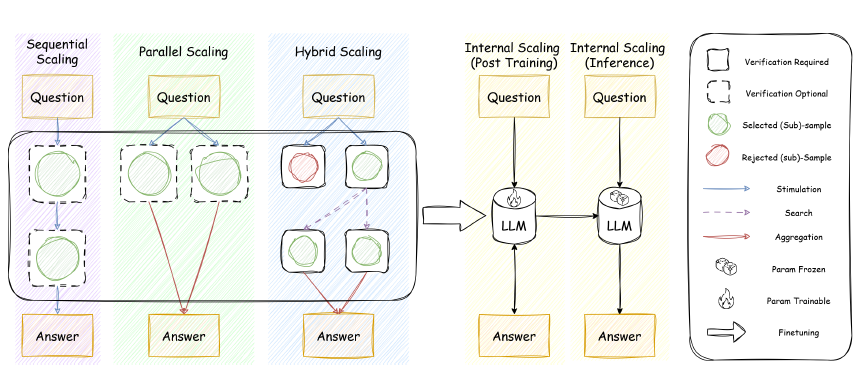 Sequential
Scaling
Parallel Scaling
Hybrid Scaling
Internal Scaling
(Post Training)
Internal Scaling
(Inference)
Question
Question
Question
Question
Question
LLM
LLM
Answer
Answer
Answer
Answer
Answer
Verification Required
Verification Optional
Selected (Sub)-sample
Rejected (sub)-Sample
Stimulation
Search
Aggregation
Param Frozen
Param Trainable
Finetuning